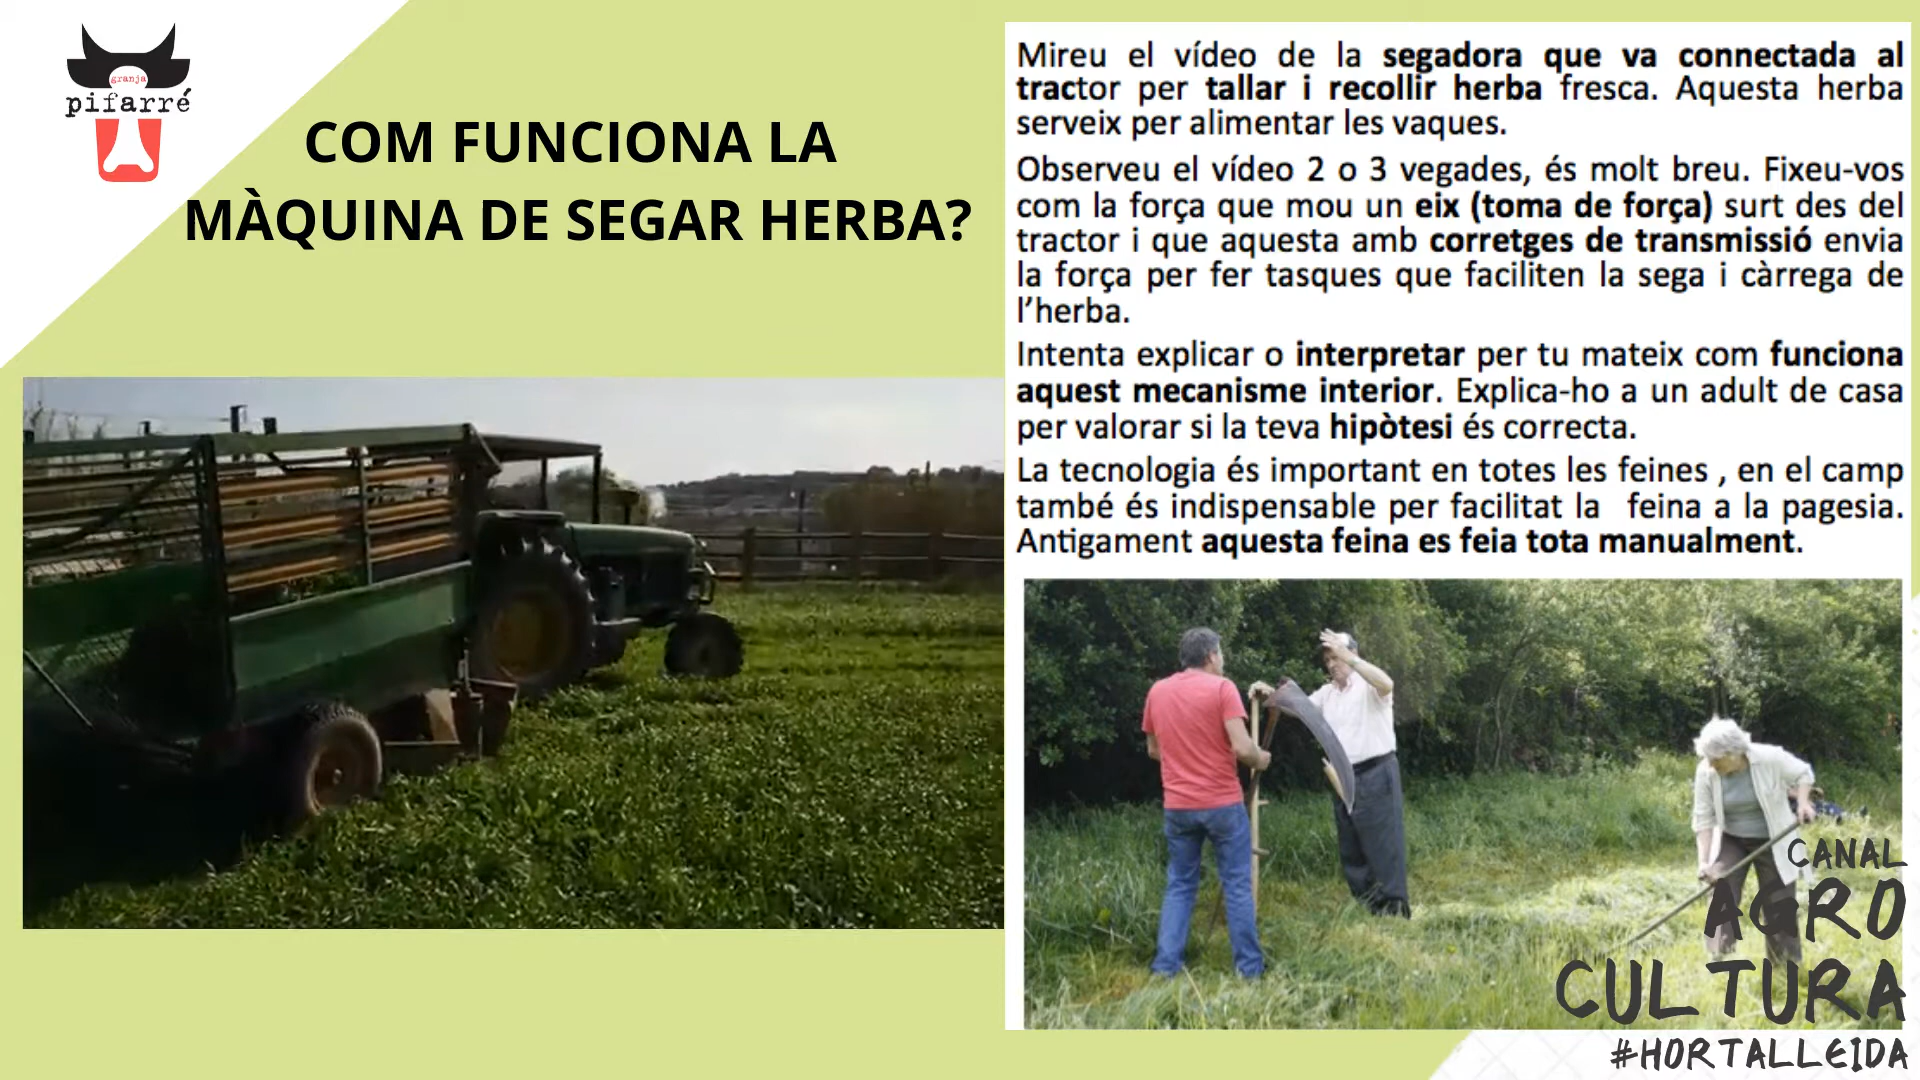 granja
pifarré
COM FUNCIONA LA
MÀQUINA DE SEGAR HERBA?
Mireu el vídeo de la segadora que va connectada al
tractor per tallar i recollir herba fresca. Aquesta herba
serveix per alimentar les vaques.
Observeu el vídeo 2 o 3 vegades, és molt breu. Fixeu-vos
com la força que mou un eix (toma de força) surt des del
tractor i que aquesta amb corretges de transmissió envia
la força per fer tasques que faciliten la sega i càrrega de
l’herba.
Intenta explicar o interpretar per tu mateix com funciona
aquest mecanisme interior. Explica-ho a un adult de casa
per valorar si la teva hipòtesi és correcta.
La tecnologia és important en totes les feines , en el camp
també és indispensable per facilitat la feina a la pagesia.
Antigament aquesta feina es feia tota manualment.
CANAL
AGRO
CULTURA
#HORTALLEIDA